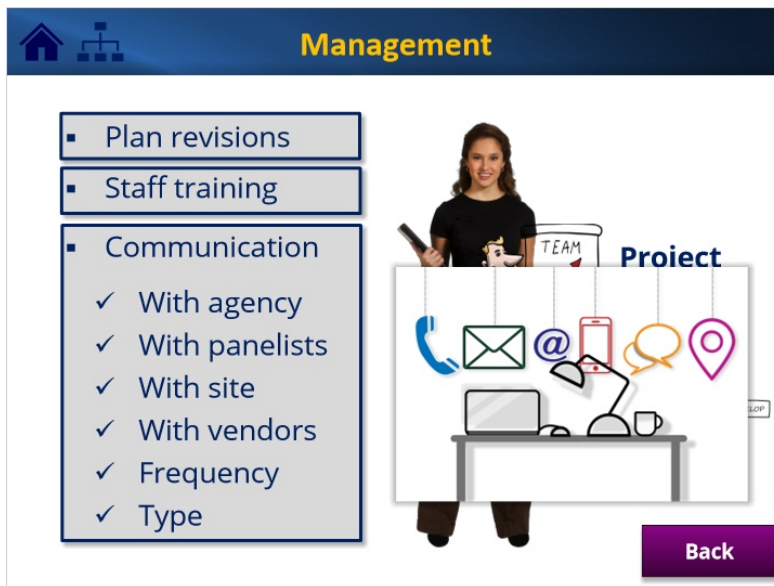 Management
Plan revisions
Staff training
Communication
With agency
With panelists
With site
With vendors
Frequency
Type
TEAM
Project
@
Back